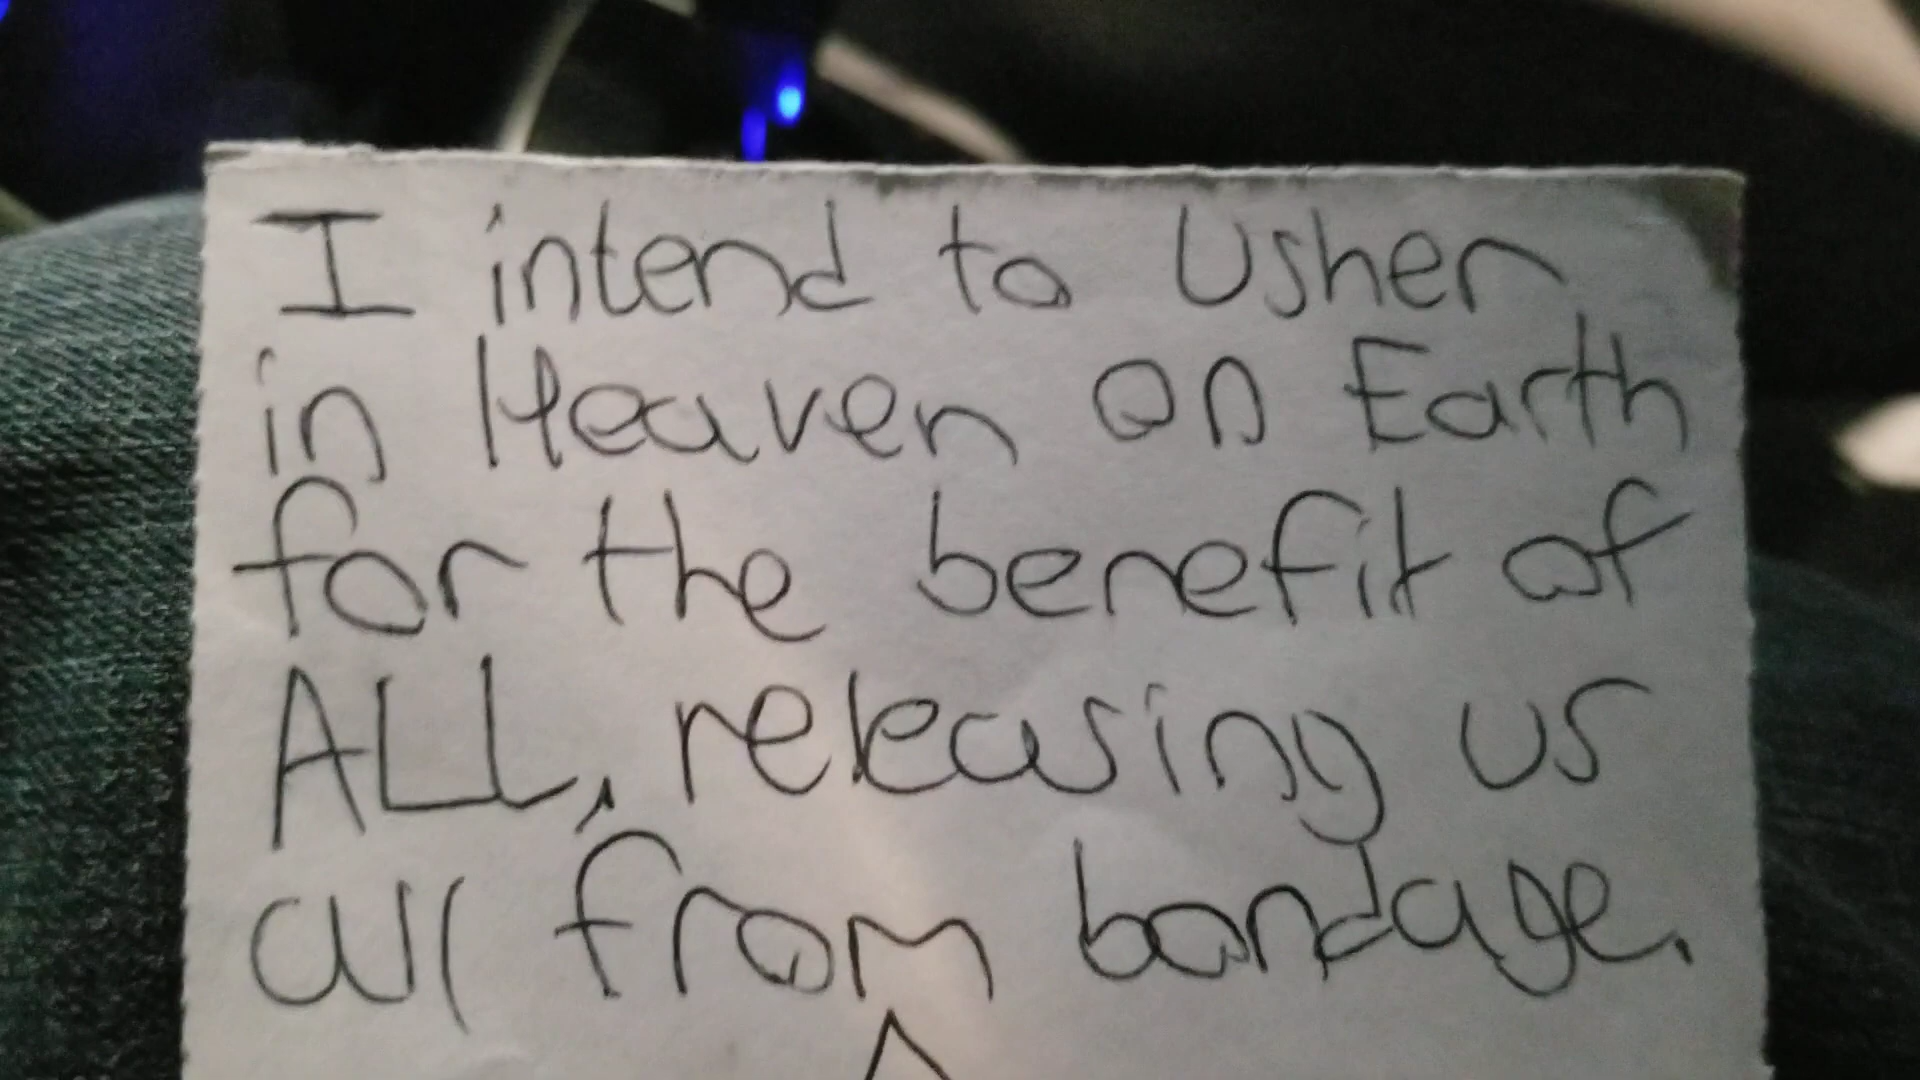 I intend to Usher
in Heaven on Earth
for the benefit of
ALL, releasing us
all from bondage.